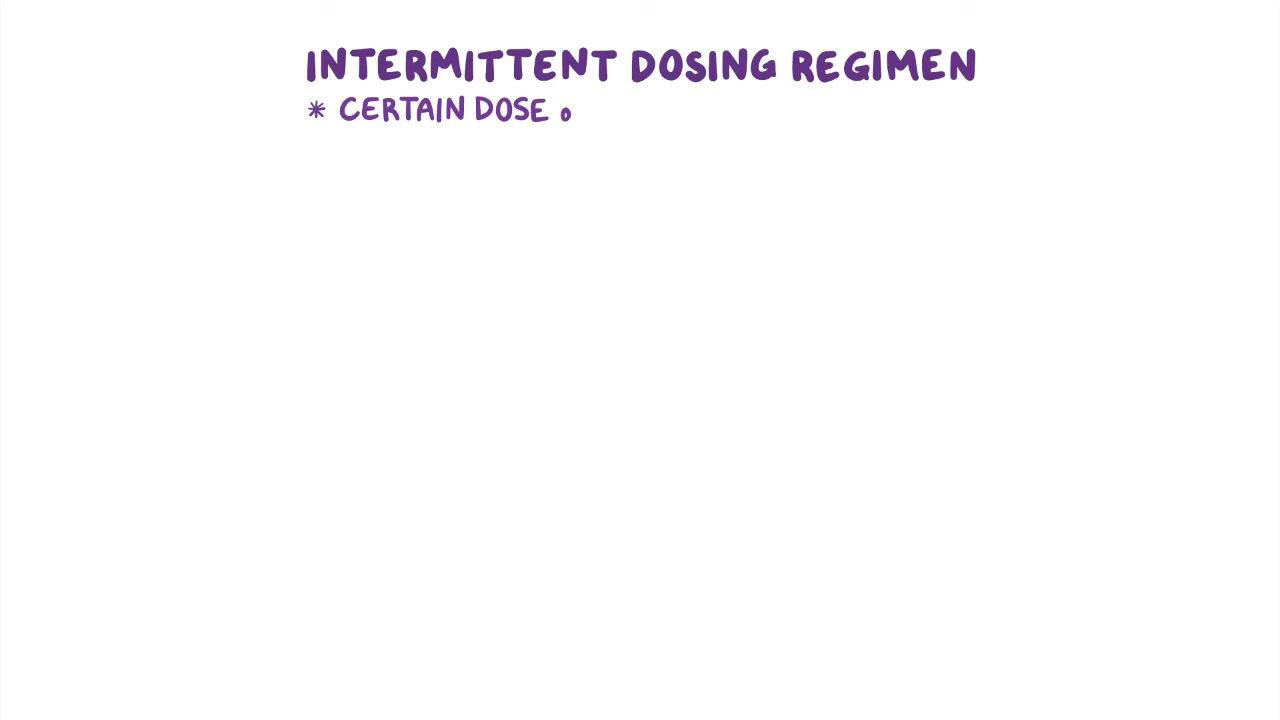 INTERMITTENT DOSING REGIMEN
* CERTAIN DOSE o